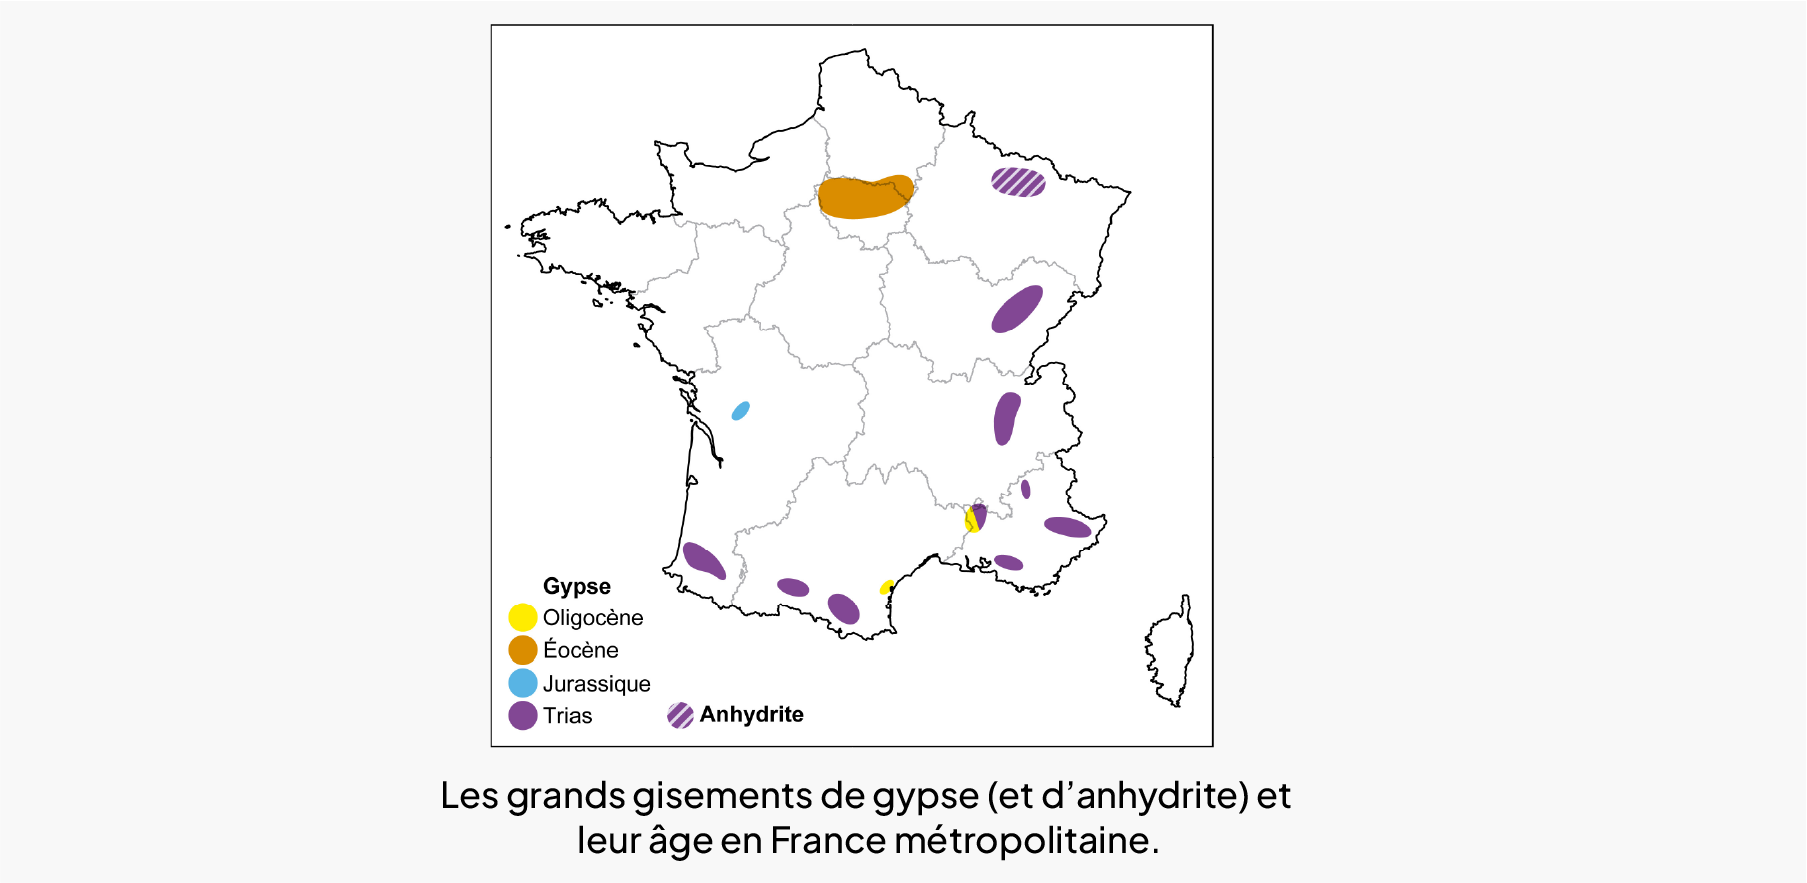 Gypse
Oligocène
Éocène
Jurassique
Trias
Anhydrite
Les grands gisements de gypse (et d’anhydrite) et
leur âge en France métropolitaine.